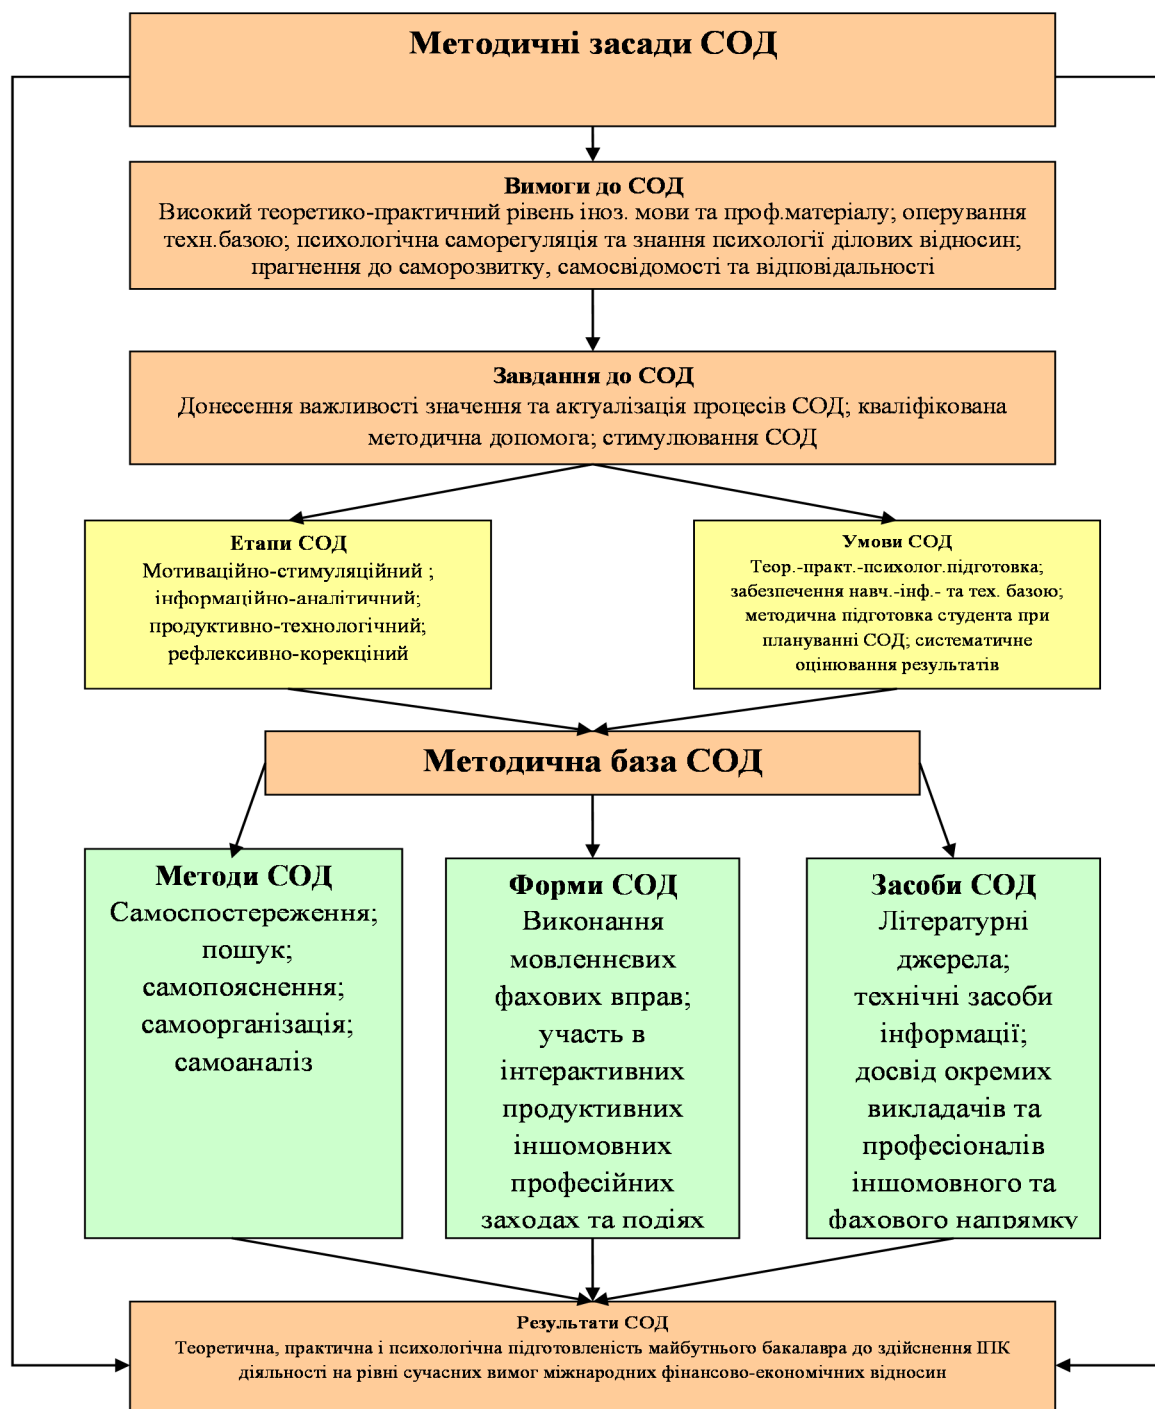 Методичні засади СОД
Вимоги до СОД
Високий теоретико-практичний рівень іноз. мови та проф.матеріалу; оперування
техн.базою; психологічна саморегуляція та знання психології ділових відносин;
прагнення до саморозвитку, самосвідомості та відповідальності
Завдання до СОД
Донесення важливості значення та актуалізація процесів СОД; кваліфікована
методична допомога; стимулювання СОД
Етапи СОД
Мотиваційно-стимуляційний ;
інформаційно-аналітичний;
продуктивно-технологічний;
рефлексивно-корекціний
Умови СОД
Теор.-практ.-психолог.підготовка;
забезпечення навч.-інф.- та тех. базою;
методична підготовка студента при
плануванні СОД; систематичне
оцінювання результатів
Методична база СОД
Методи СОД
Самоспостереження;
пошук;
самопояснення;
самоорганізація;
самоаналіз
Форми СОД
Виконання
мовленнєвих
фахових вправ;
участь в
інтерактивних
продуктивних
іншомовних
професійних
заходах та подіях
Засоби СОД
Літературні
джерела;
технічні засоби
інформації;
досвід окремих
викладачів та
професіоналів
іншомовного та
фахового напрямку
Результати СОД
Теоретична, практична і психологічна підготовленість майбутнього бакалавра до здійснення ІПК
діяльності на рівні сучасних вимог міжнародних фінансово-економічних відносин